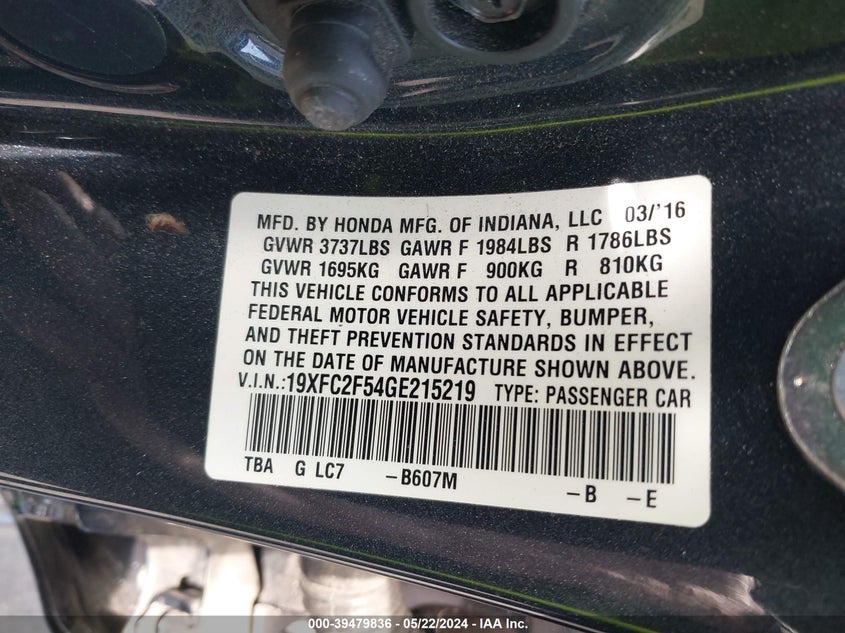 MFD. BY HONDA MFG. OF INDIANA, LLC 03/'16
GVWR 3737LBS GAWR F 1984LBS R 1786LBS
GVWR 1695KG GAWR F 900KG R 810KG
THIS VEHICLE CONFORMS TO ALL APPLICABLE
FEDERAL MOTOR VEHICLE SAFETY, BUMPER,
AND THEFT PREVENTION STANDARDS IN EFFECT
ON THE DATE OF MANUFACTURE SHOWN ABOVE.
V.I.N.:19XFC2F54GE215219 TYPE: PASSENGER CAR
TBA G LC7 -B607M -B -E
000-39479836 - 05/22/2024 - IAA Inc.